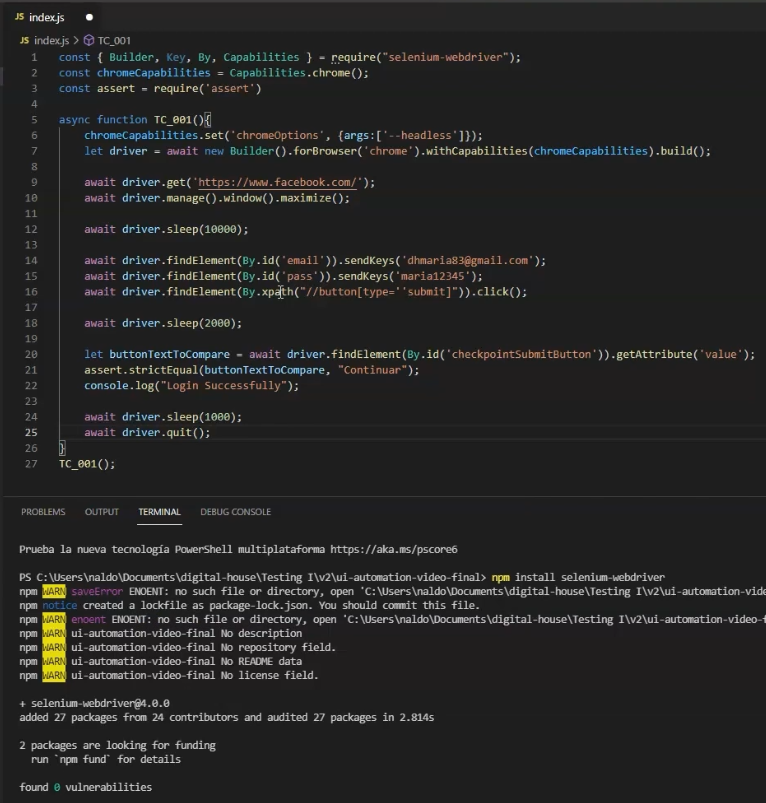 JS index.js ●
JS index.js > TC_001
1 const { Builder, Key, By, Capabilities } = require("selenium-webdriver");
2 const chromeCapabilities = Capabilities.chrome();
3 const assert = require('assert')
4
5 async function TC_001(){
6 chromeCapabilities.set('chromeOptions', {args:['--headless']});
7 let driver = await new Builder().forBrowser('chrome').withCapabilities(chromeCapabilities).build();
8
9 await driver.get('https://www.facebook.com/');
10 await driver.manage().window().maximize();
11
12 await driver.sleep(10000);
13
14 await driver.findElement(By.id('email')).sendKeys('dhmaria83@gmail.com');
15 await driver.findElement(By.id('pass')).sendKeys('maria12345');
16 await driver.findElement(By.xpath("//button[type=''submit]")).click();
17
18 await driver.sleep(2000);
19
20 let buttonTextToCompare = await driver.findElement(By.id('checkpointSubmitButton')).getAttribute('value');
21 assert.strictEqual(buttonTextToCompare, "Continuar");
22 console.log("Login Successfully");
23
24 await driver.sleep(1000);
25 await driver.quit();
26 }
27 TC_001();
PROBLEMS OUTPUT TERMINAL DEBUG CONSOLE
Prueba la nueva tecnología PowerShell multiplataforma https://aka.ms/pscore6
PS C:\Users\naldo\Documents\digital-house\Testing I\v2\ui-automation-video-final> npm install selenium-webdriver
npm WARN saveError ENOENT: no such file or directory, open 'C:\Users\naldo\Documents\digital-house\Testing I\v2\ui-automation-vide
npm notice created a lockfile as package-lock.json. You should commit this file.
npm WARN enoent ENOENT: no such file or directory, open 'C:\Users\naldo\Documents\digital-house\Testing I\v2\ui-automation-video-f
npm WARN ui-automation-video-final No description
npm WARN ui-automation-video-final No repository field.
npm WARN ui-automation-video-final No README data
npm WARN ui-automation-video-final No license field.
+ selenium-webdriver@4.0.0
added 27 packages from 24 contributors and audited 27 packages in 2.814s
2 packages are looking for funding
run `npm fund` for details
found 0 vulnerabilities